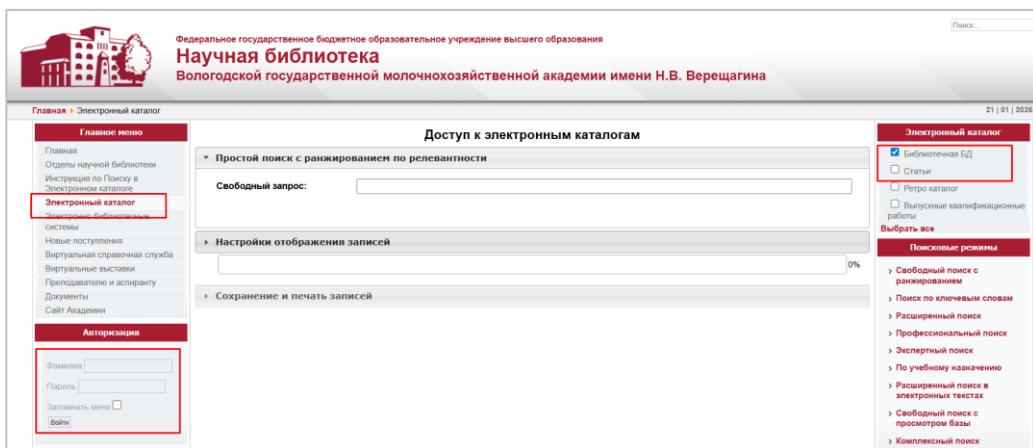 Поиск...
Федеральное государственное бюджетное образовательное учреждение высшего образования
Научная библиотека
Вологодской государственной молочнохозяйственной академии имени Н.В. Верещагина
Главная
Электронный каталог
21 | 01 | 2026
Главное меню
Главная
Отделы научной библиотеки
Инструкция по Поиску в
Электронном каталоге
Электронный каталог
Электронно библиотечные
системы
Новые поступления
Виртуальная справочная служба
Виртуальные выставки
Преподавателю и аспиранту
Документы
Сайт Академии
Авторизация
Фамилия
Пароль
Запомнить меня
Войти
Доступ к электронным каталогам
Простой поиск с ранжированием по релевантности
Свободный запрос:
Настройки отображения записей
0%
Сохранение и печать записей
Электронный каталог
Библиотечная БД
Статьи
Ретро каталог
Выпускные квалификационные
работы
Выбрать все
Поисковые режимы
Свободный поиск с
ранжированием
Поиск по ключевым словам
Расширенный поиск
Профессиональный поиск
Экспертный поиск
По учебному назначению
Расширенный поиск в
электронных текстах
Свободный поиск с
просмотром базы
Комплексный поиск